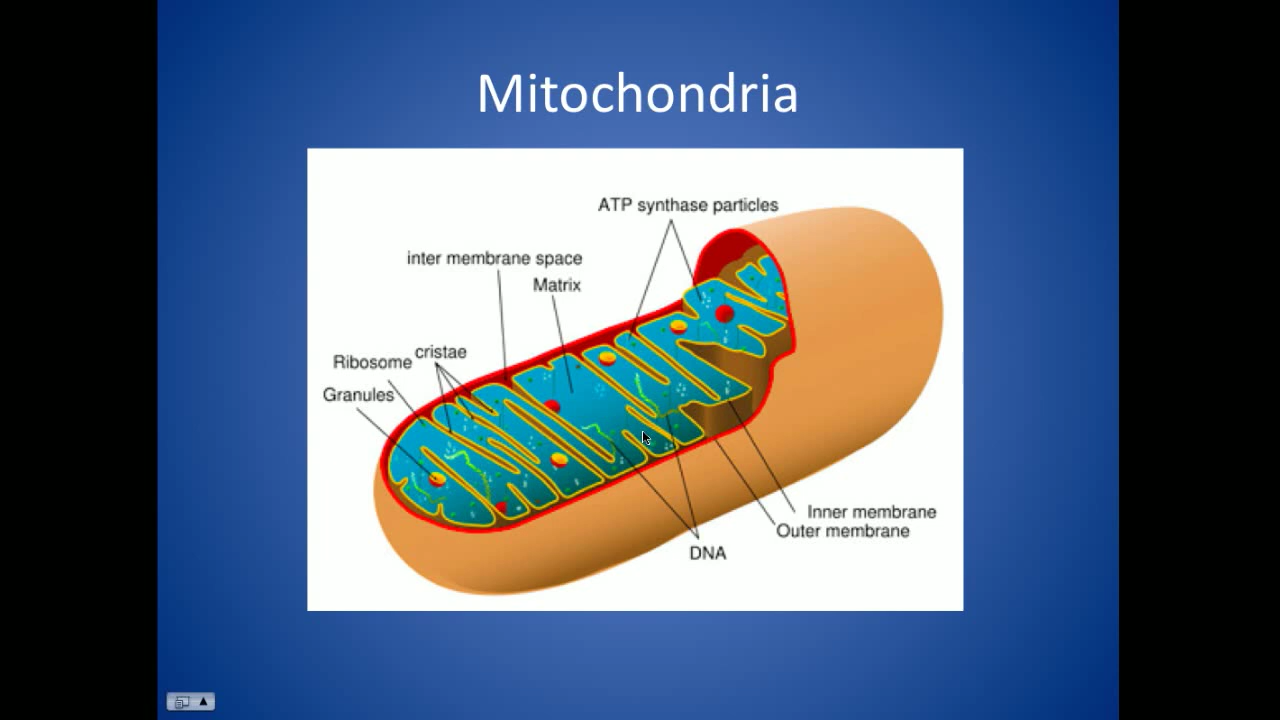 Mitochondria
ATP synthase particles
inter membrane space
Matrix
cristae
Ribosome
Granules
Inner membrane
Outer membrane
DNA